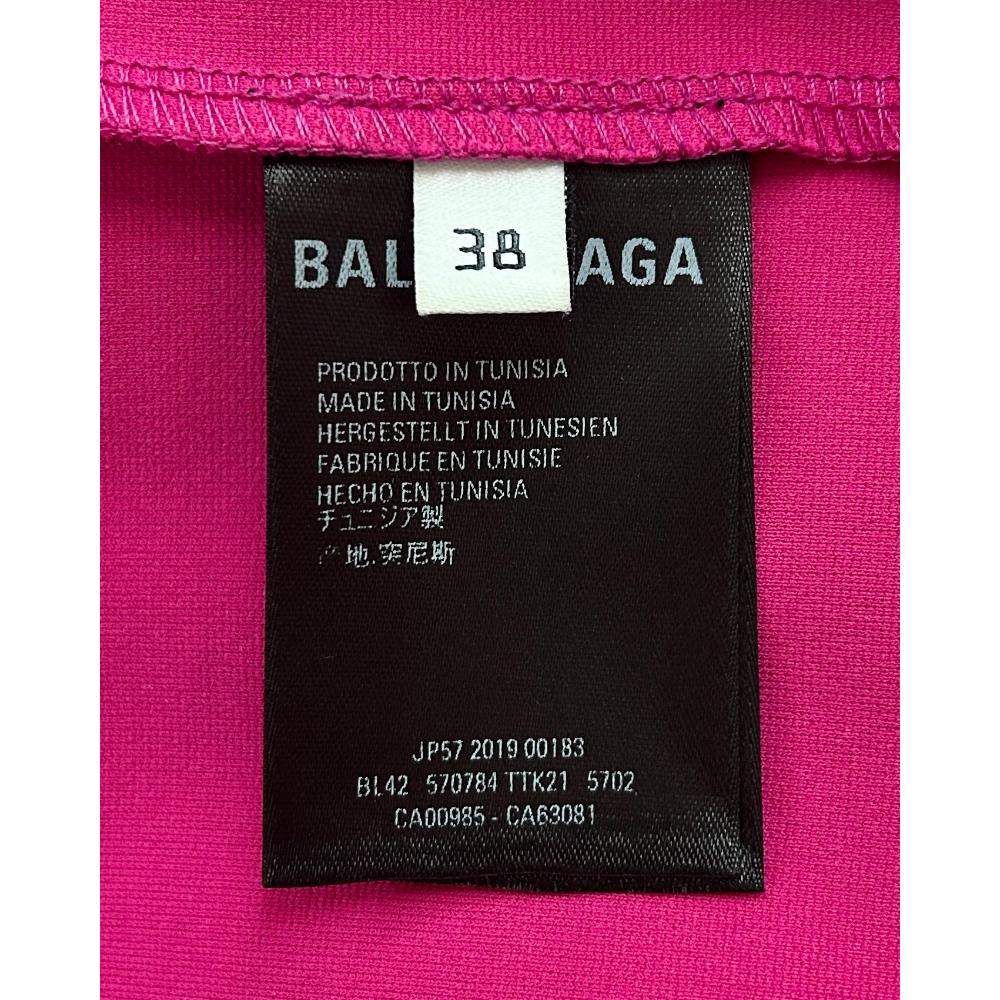 38
BAL AGA
PRODOTTO IN TUNISIA
MADE IN TUNISIA
HERGESTELLT IN TUNESIEN
FABRIQUE EN TUNISIE
HECHO EN TUNISIA
チュニジア製
产地.突尼斯
JP57 2019 00183
BL42 570784 TTK21 5702
CA00985 - CA63081